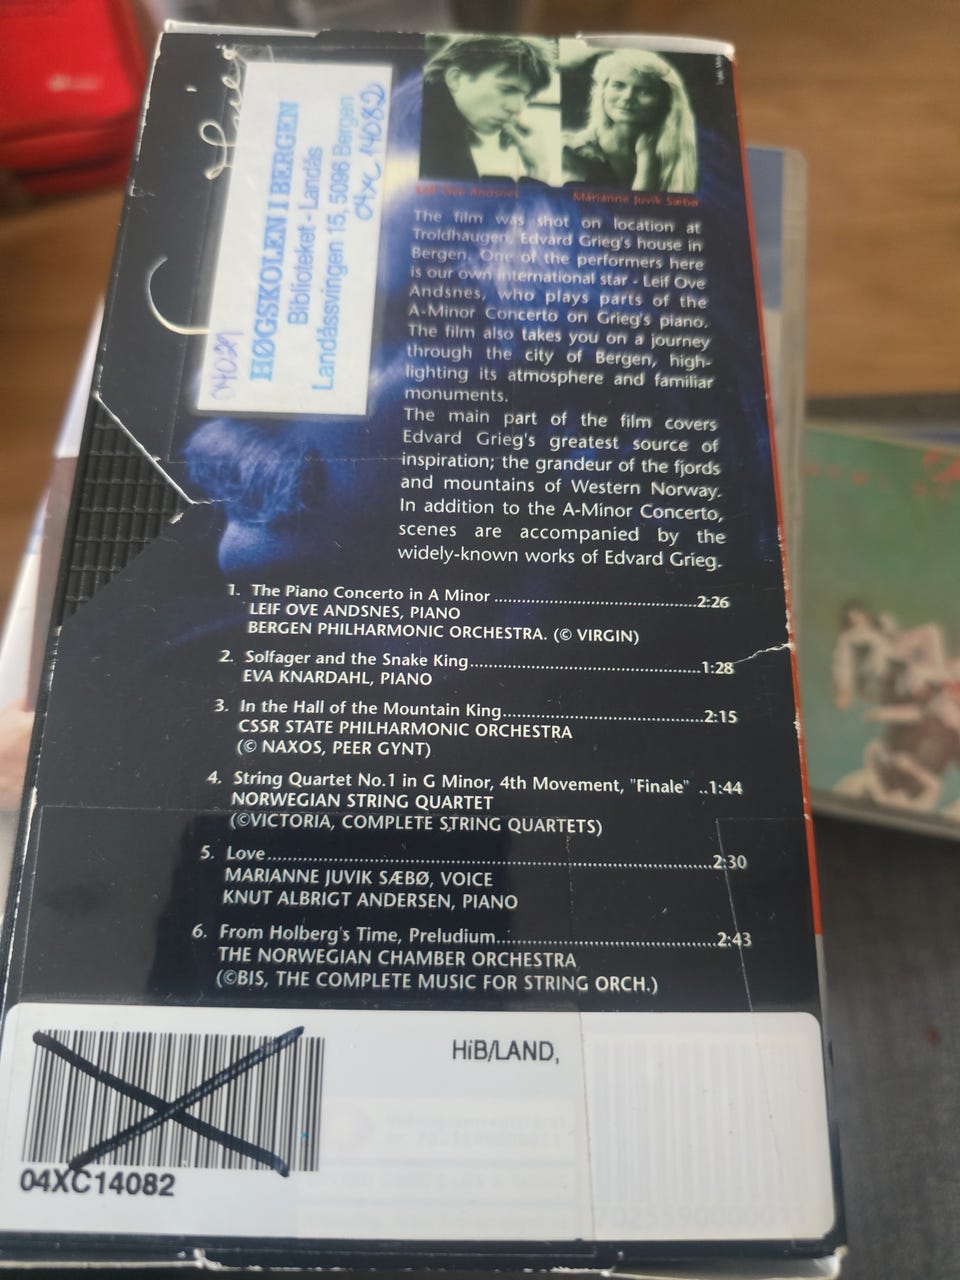 HØGSKOLEN I BERGEN
Biblioteket - Landås
Landåssvingen 15, 5096 Bergen
04xc 14082
Leif Ove Andsnes
Marianne Juvik Sæbø
The film was shot on location at
Troldhaugen, Edvard Grieg's house in
Bergen. One of the performers here
is our own international star - Leif Ove
Andsnes, who plays parts of the
A-Minor Concerto on Grieg's piano.
The film also takes you on a journey
through the city of Bergen, high-
lighting its atmosphere and familiar
monuments.
The main part of the film covers
Edvard Grieg's greatest source of
inspiration; the grandeur of the fjords
and mountains of Western Norway.
In addition to the A-Minor Concerto,
scenes are accompanied by the
widely-known works of Edvard Grieg.
1. The Piano Concerto in A Minor ..........2:26
LEIF OVE ANDSNES, PIANO
BERGEN PHILHARMONIC ORCHESTRA. (© VIRGIN)
2. Solfager and the Snake King..........1:28
EVA KNARDAHL, PIANO
3. In the Hall of the Mountain King..........2:15
CSSR STATE PHILHARMONIC ORCHESTRA
(© NAXOS, PEER GYNT)
4. String Quartet No.1 in G Minor, 4th Movement, "Finale" ..1:44
NORWEGIAN STRING QUARTET
(©VICTORIA, COMPLETE STRING QUARTETS)
5. Love..........2:30
MARIANNE JUVIK SÆBØ, VOICE
KNUT ALBRIGT ANDERSEN, PIANO
6. From Holberg's Time, Preludium..........2:43
THE NORWEGIAN CHAMBER ORCHESTRA
(©BIS, THE COMPLETE MUSIC FOR STRING ORCH.)
HiB/LAND,
04XC14082